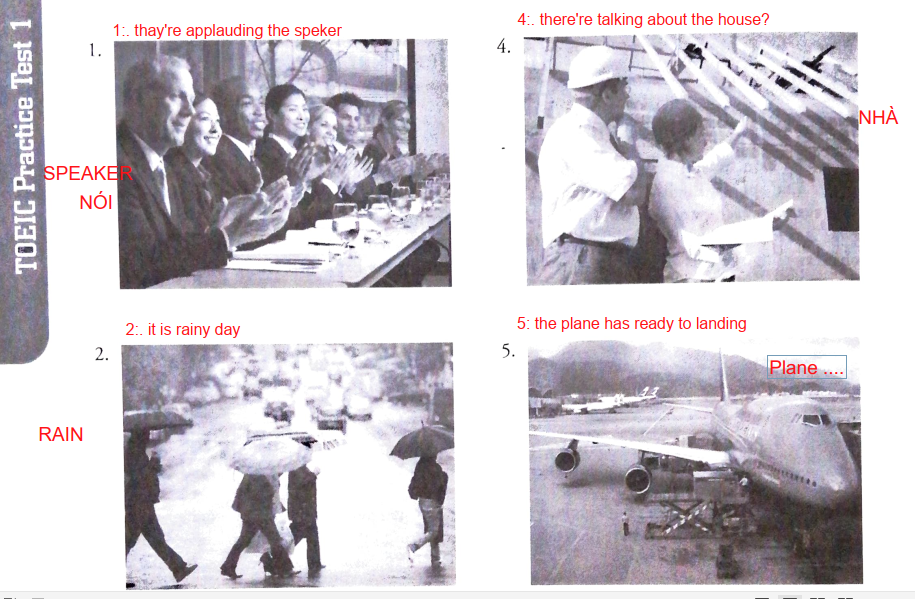 TOEIC Practice Test 1
1:. thay're applauding the speker
1.
SPEAKER
NÓI
4:. there're talking about the house?
4.
NHÀ
2:. it is rainy day
2.
RAIN
5: the plane has ready to landing
5.
Plane ....